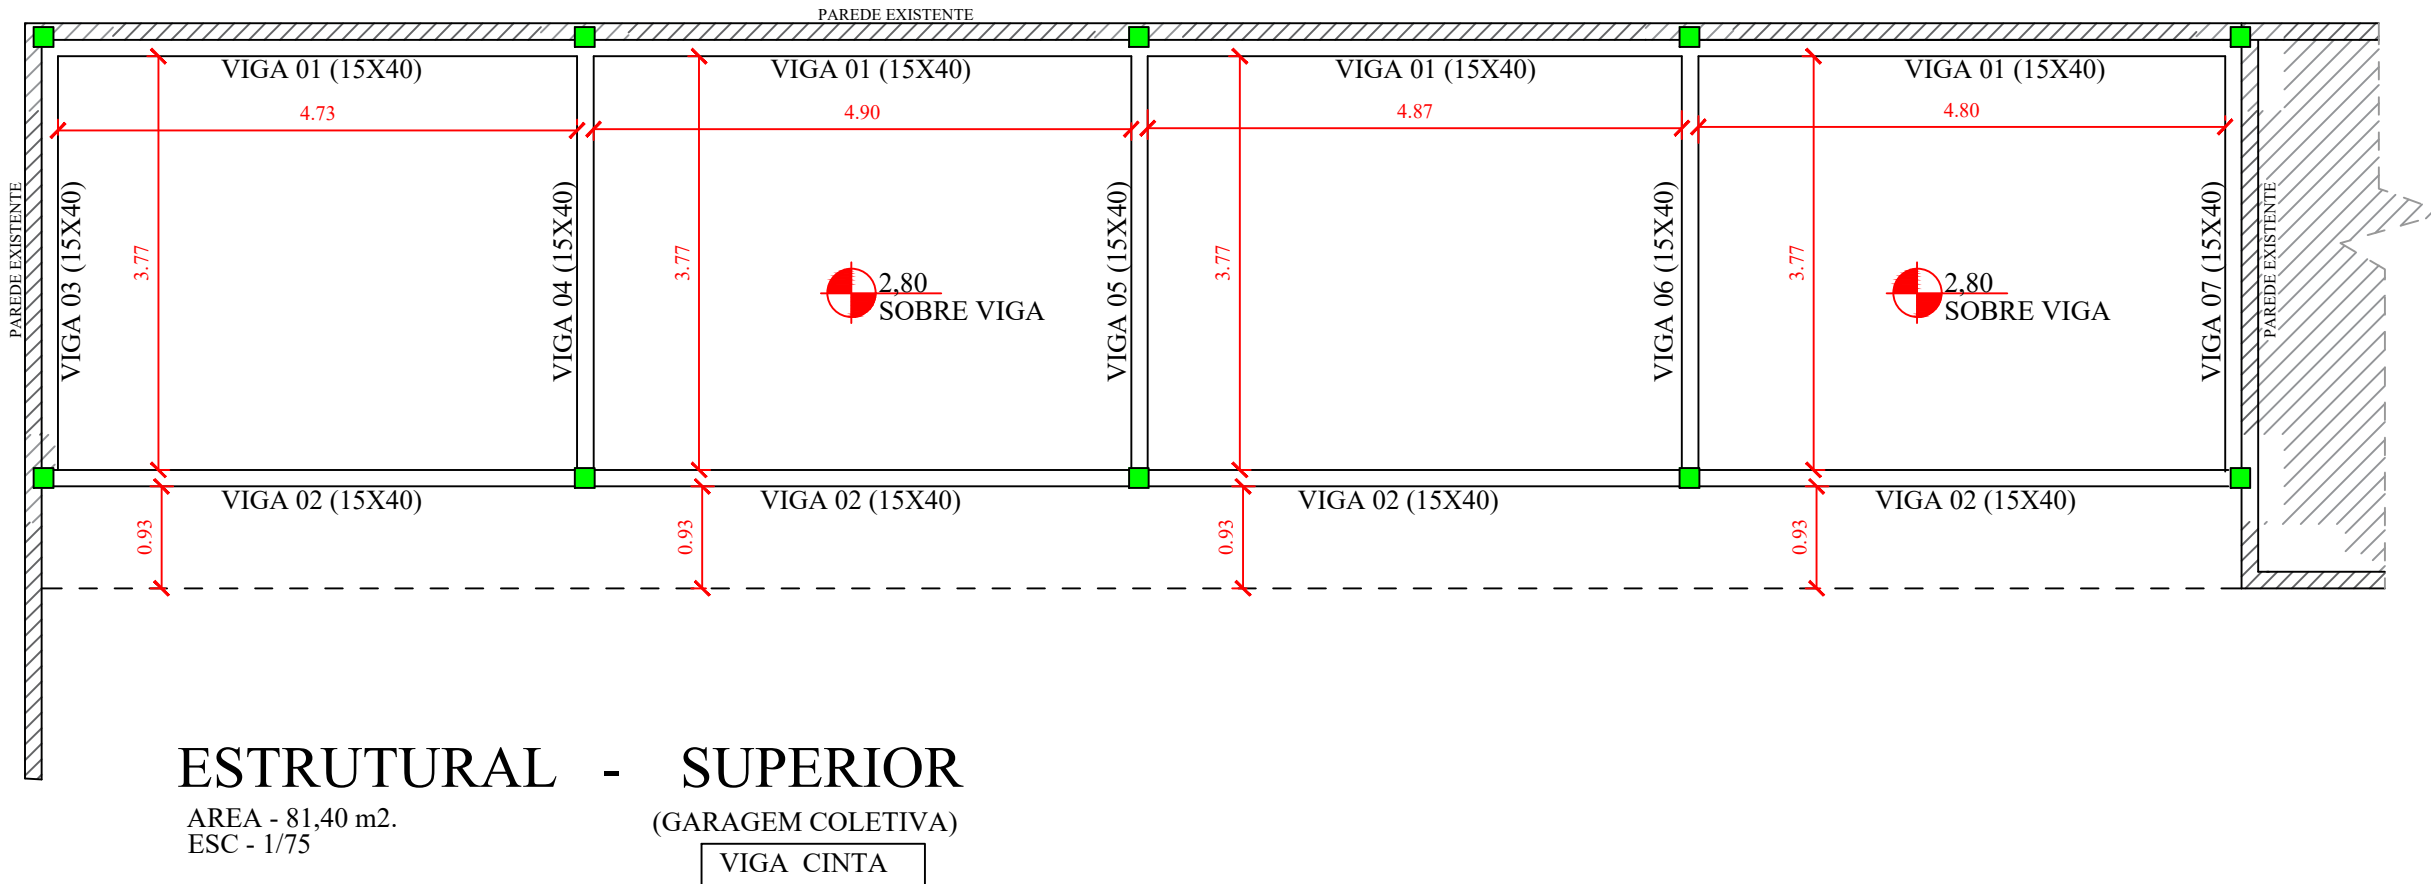 PAREDE EXISTENTE
VIGA 01 (15X40)
VIGA 01 (15X40)
VIGA 01 (15X40)
VIGA 01 (15X40)
4.73
4.90
4.87
4.80
PAREDE EXISTENTE
VIGA 03 (15X40)
3.77
VIGA 04 (15X40)
3.77
2,80
SOBRE VIGA
VIGA 05 (15X40)
3.77
VIGA 06 (15X40)
3.77
2,80
SOBRE VIGA
VIGA 07 (15X40)
PAREDE EXISTENTE
VIGA 02 (15X40)
VIGA 02 (15X40)
VIGA 02 (15X40)
VIGA 02 (15X40)
0.93
0.93
0.93
0.93
ESTRUTURAL - SUPERIOR
AREA - 81,40 m2.
(GARAGEM COLETIVA)
ESC - 1/75
VIGA CINTA